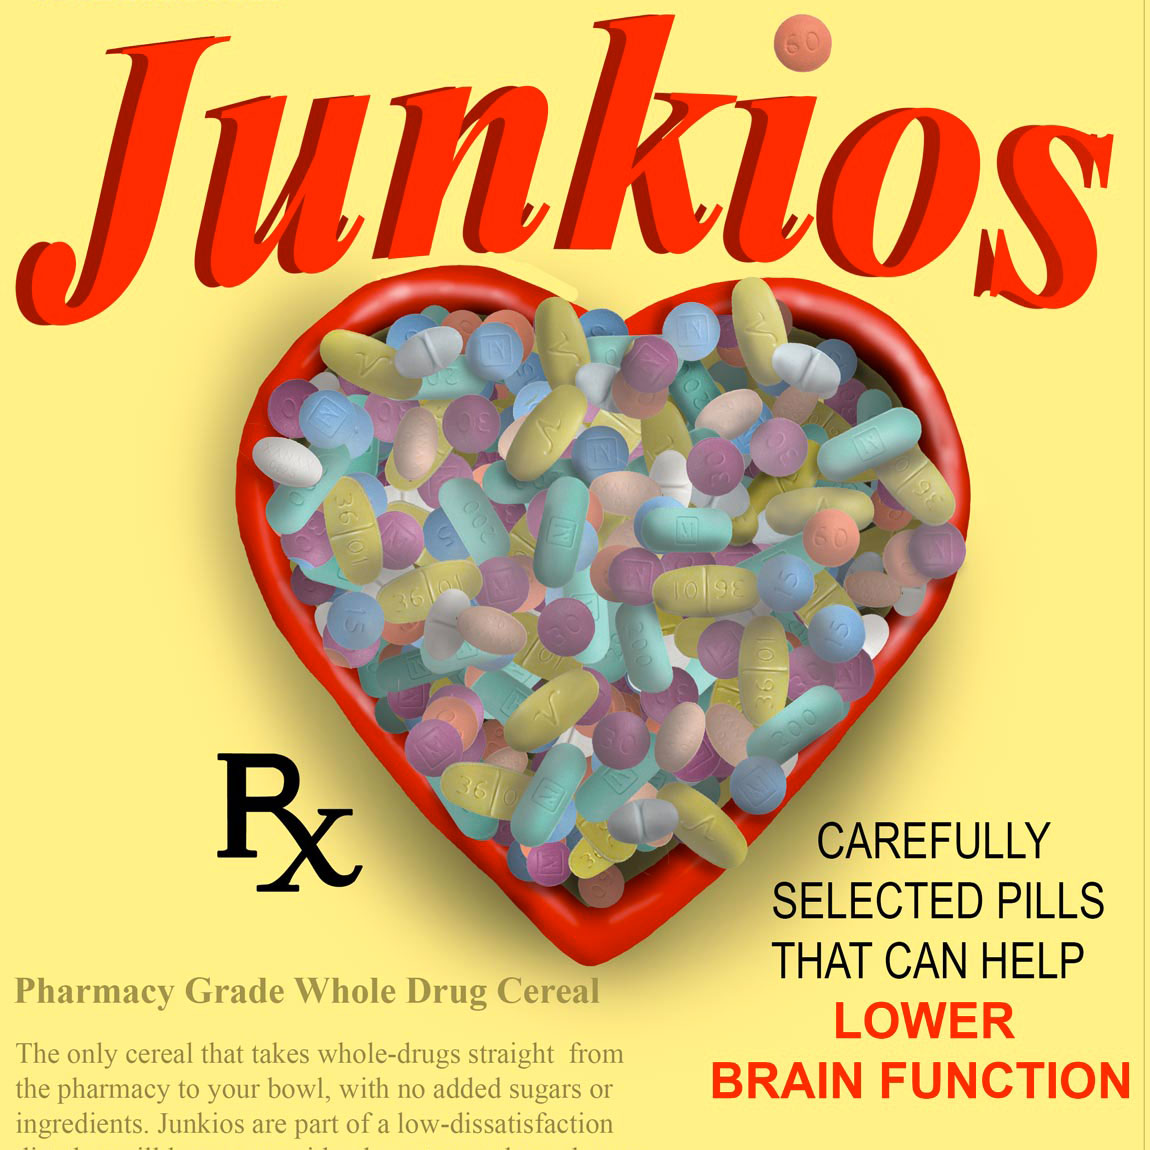 Junkios
60
Rx
CAREFULLY
SELECTED PILLS
THAT CAN HELP
LOWER
BRAIN FUNCTION
Pharmacy Grade Whole Drug Cereal
The only cereal that takes whole-drugs straight from
the pharmacy to your bowl, with no added sugars or
ingredients. Junkios are part of a low-dissatisfaction